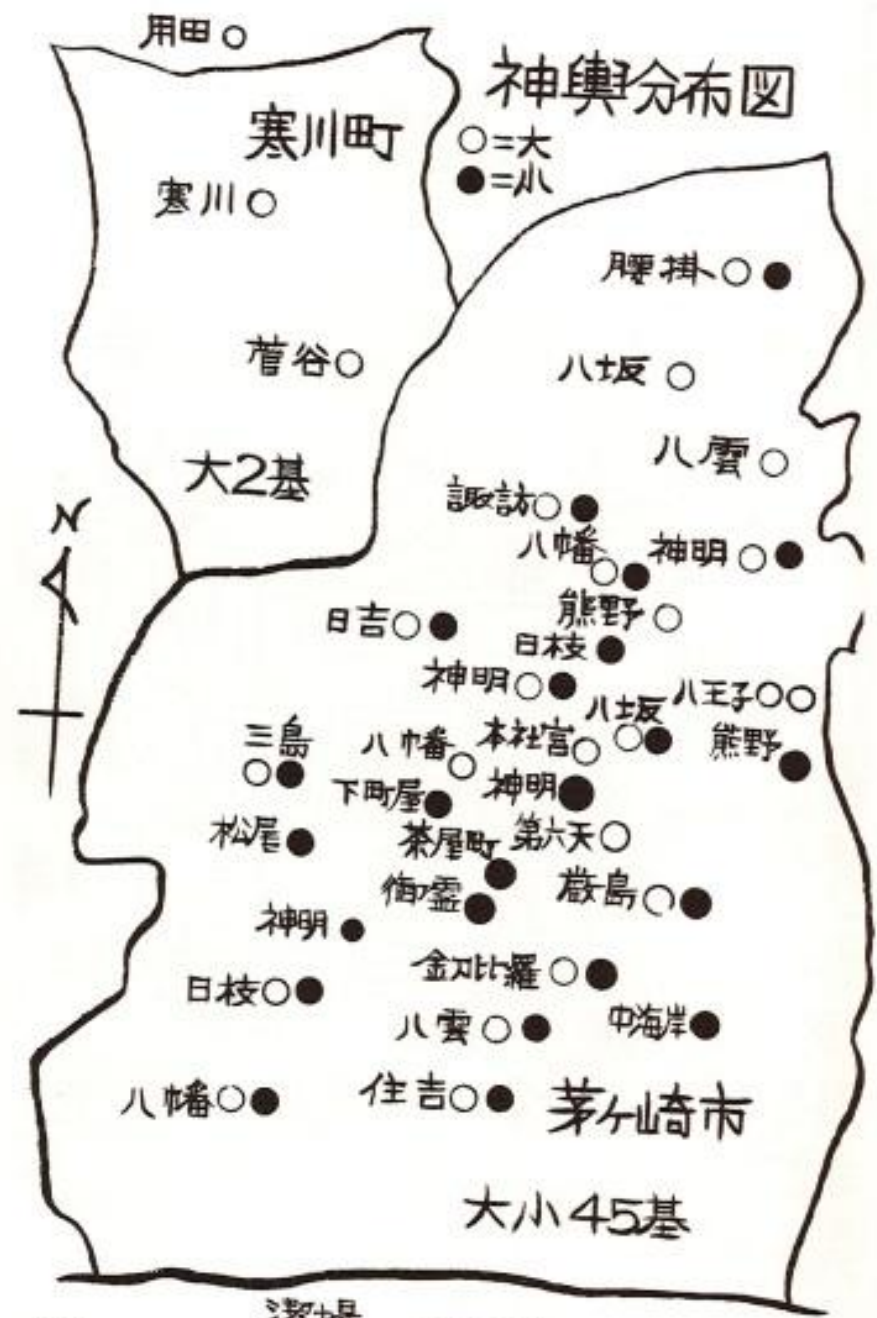 用田○
神輿分布図
○=大
●=小
寒川町
寒川○
菅谷○
大2基
N
腰掛○●
八坂○
八雲○
諏訪○●
八幡○●
神明○●
熊野○
日吉○●
日枝●
神明○●
八王子○○
八坂○●
熊野●
本社宮○
三島○●
八幡○
神明●
下町屋●
松尾●
茶屋町●
第六天○
御霊●
厳島○●
神明●
金刀比羅○●
日枝○●
八雲○●
中海岸●
八幡○●
住吉○●
茅ヶ崎市
大小45基